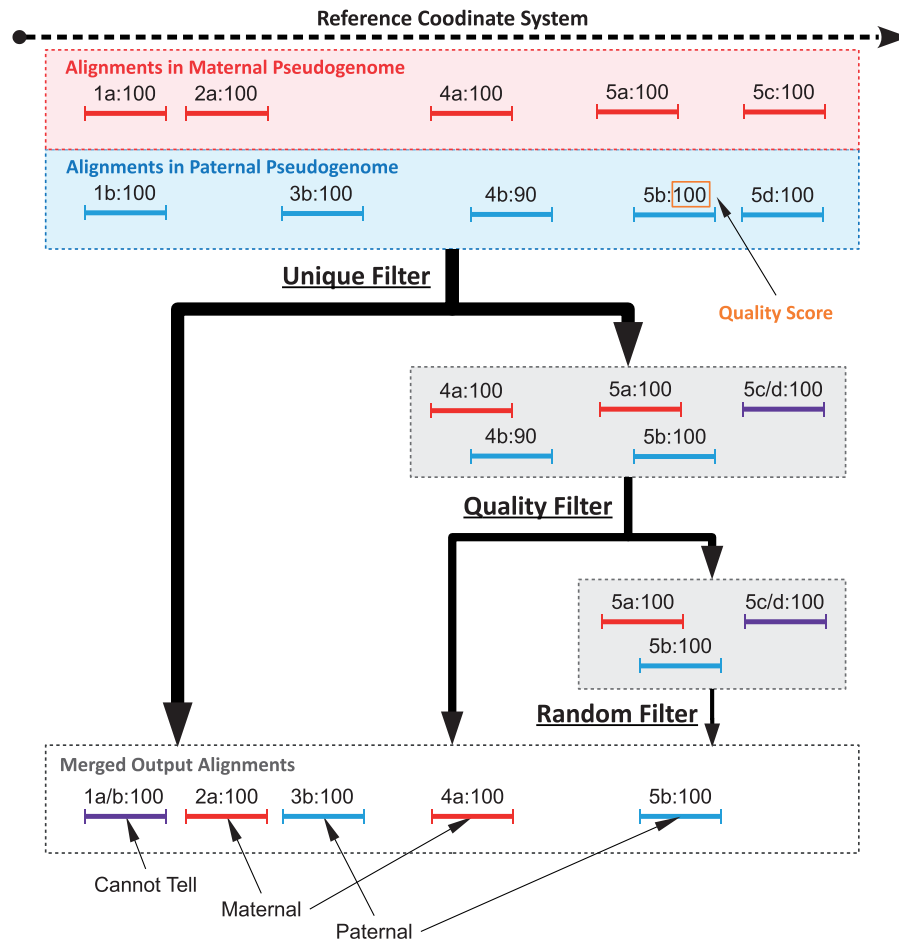 Reference Coodinate System
Alignments in Maternal Pseudogenome
1a:100 2a:100 4a:100 5a:100 5c:100
Alignments in Paternal Pseudogenome
1b:100 3b:100 4b:90 5b:100 5d:100
Unique Filter
Quality Score
4a:100 5a:100 5c/d:100
4b:90 5b:100
Quality Filter
5a:100 5c/d:100
5b:100
Random Filter
Merged Output Alignments
1a/b:100 2a:100 3b:100 4a:100 5b:100
Cannot Tell
Maternal
Paternal